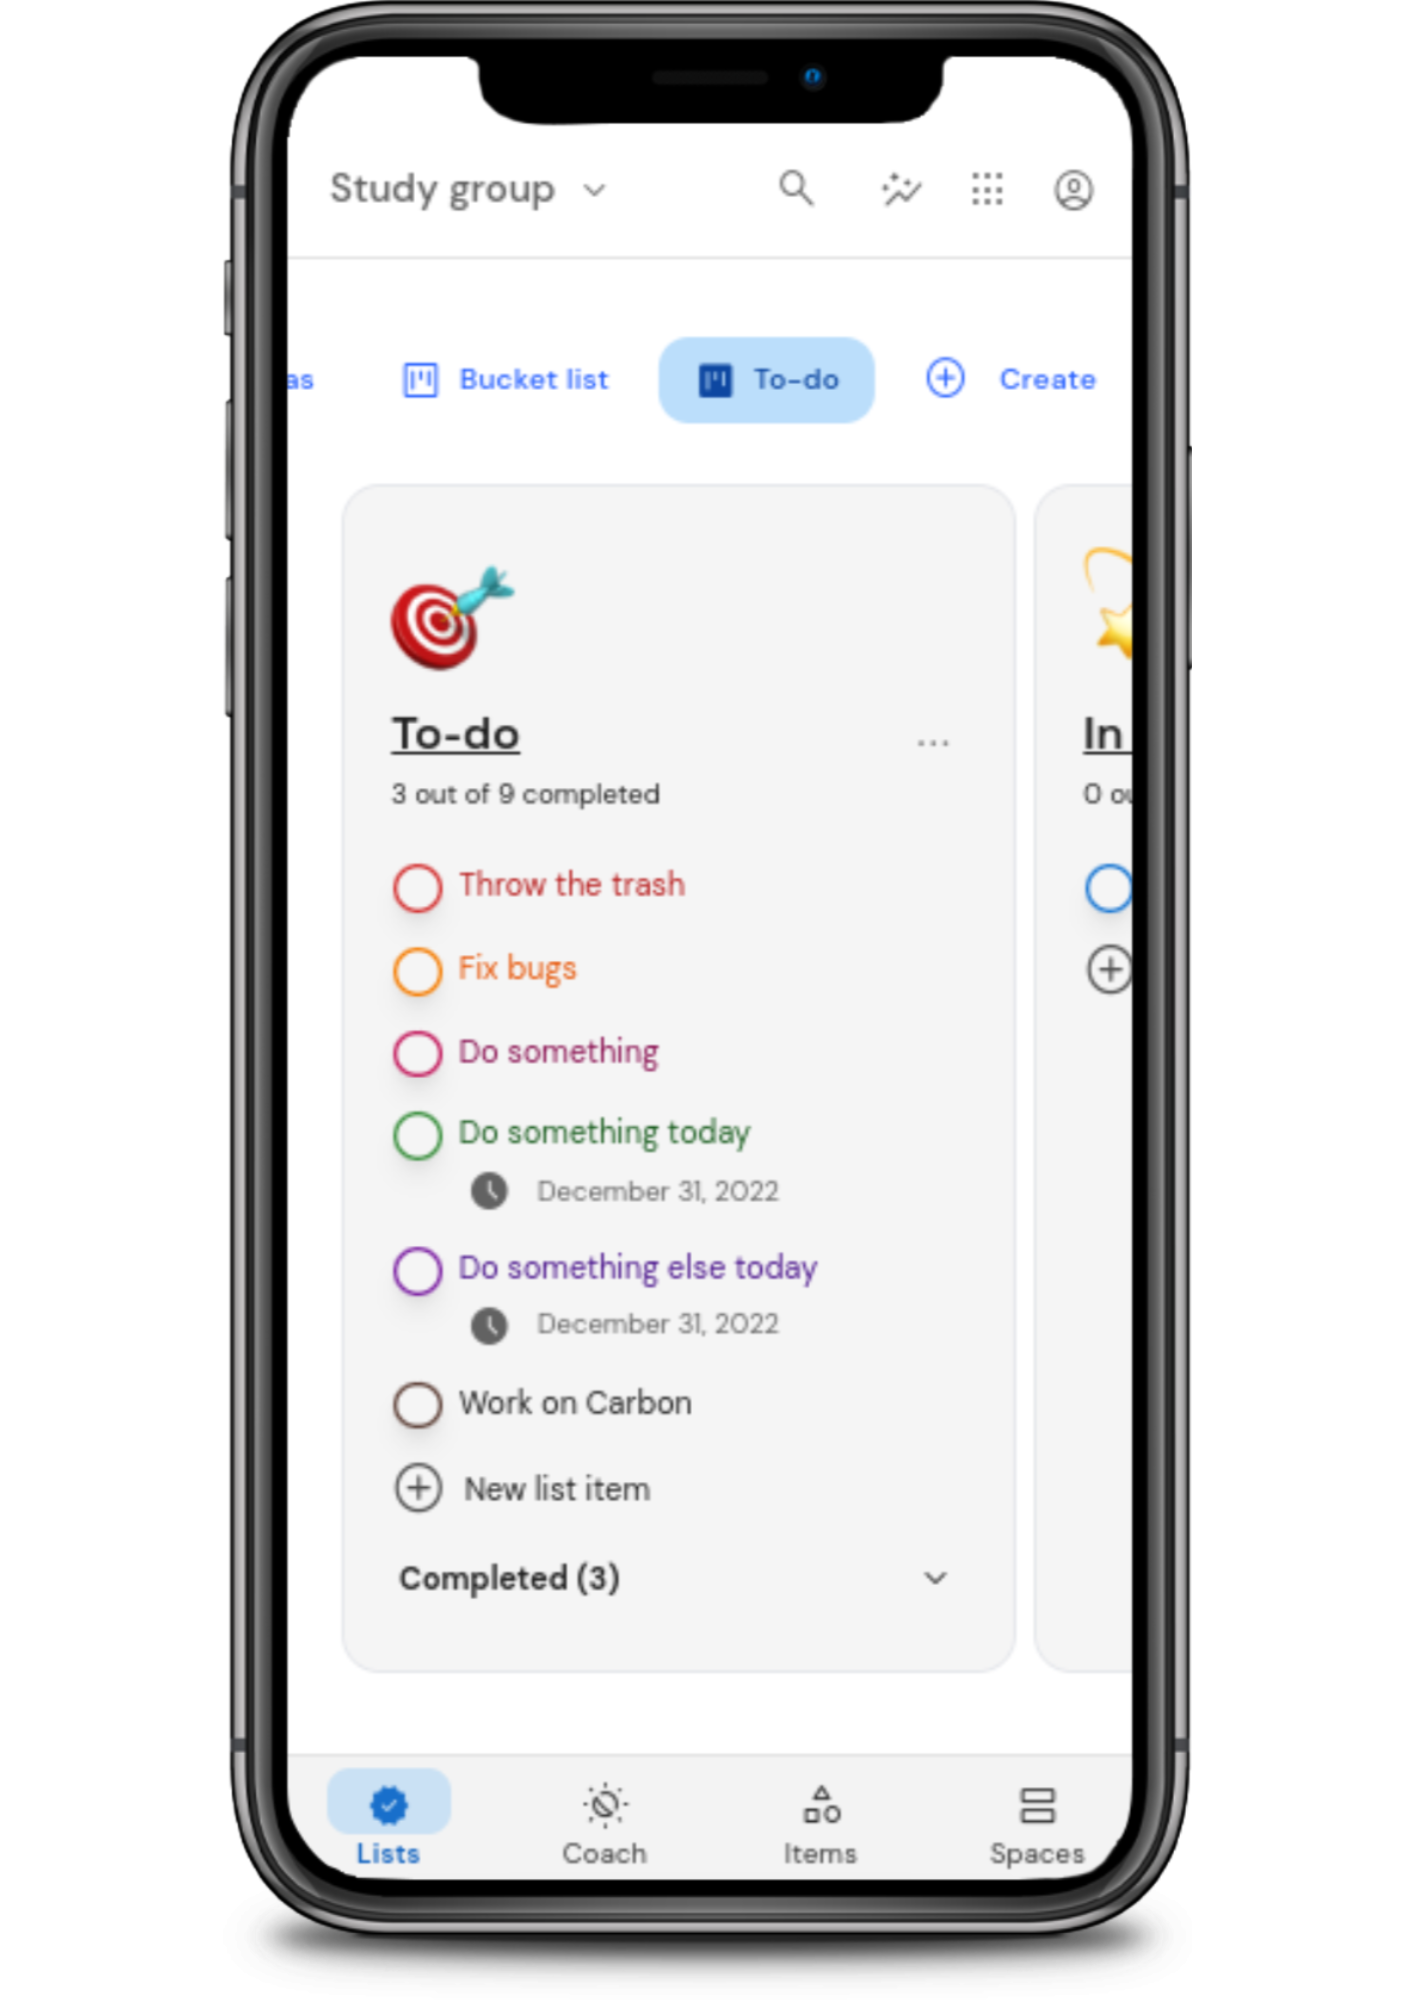 Study group
as
Bucket list
To-do
Create
To-do
3 out of 9 completed
Throw the trash
Fix bugs
Do something
Do something today
December 31, 2022
Do something else today
December 31, 2022
Work on Carbon
New list item
Completed (3)
In
0 ou
Lists
Coach
Items
Spaces